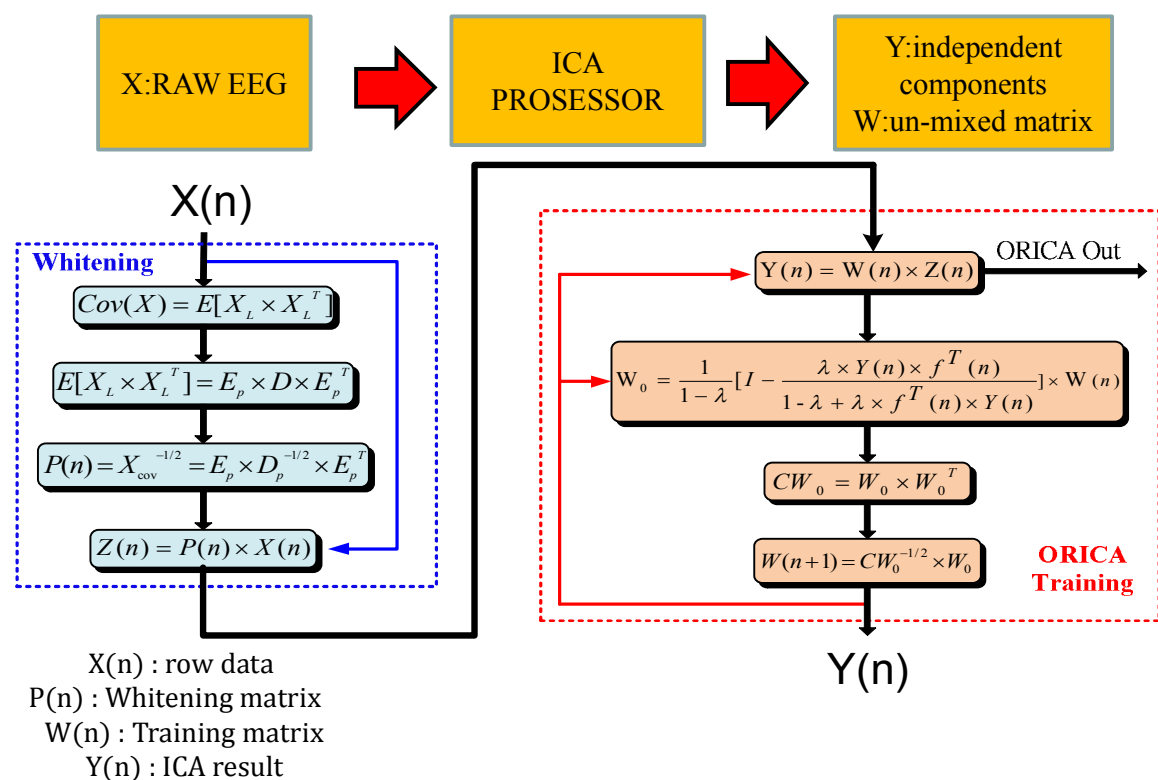 X:RAW EEG
ICA
PROSESSOR
Y:independent
components
W:un-mixed matrix
X(n)
Whitening
Cov(X) = E[X_L × X_L^T]
E[X_L × X_L^T] = E_p × D × E_p^T
P(n) = X_cov^{-1/2} = E_p × D_p^{-1/2} × E_p^T
Z(n) = P(n) × X(n)
Y(n) = W(n) × Z(n)
ORICA Out
W_0 = \frac{1}{1-λ}[I - \frac{λ × Y(n) × f^T(n)}{1 - λ + λ × f^T(n) × Y(n)}] × W(n)
CW_0 = W_0 × W_0^T
W(n+1) = CW_0^{-1/2} × W_0
ORICA
Training
Y(n)
X(n) : row data
P(n) : Whitening matrix
W(n) : Training matrix
Y(n) : ICA result